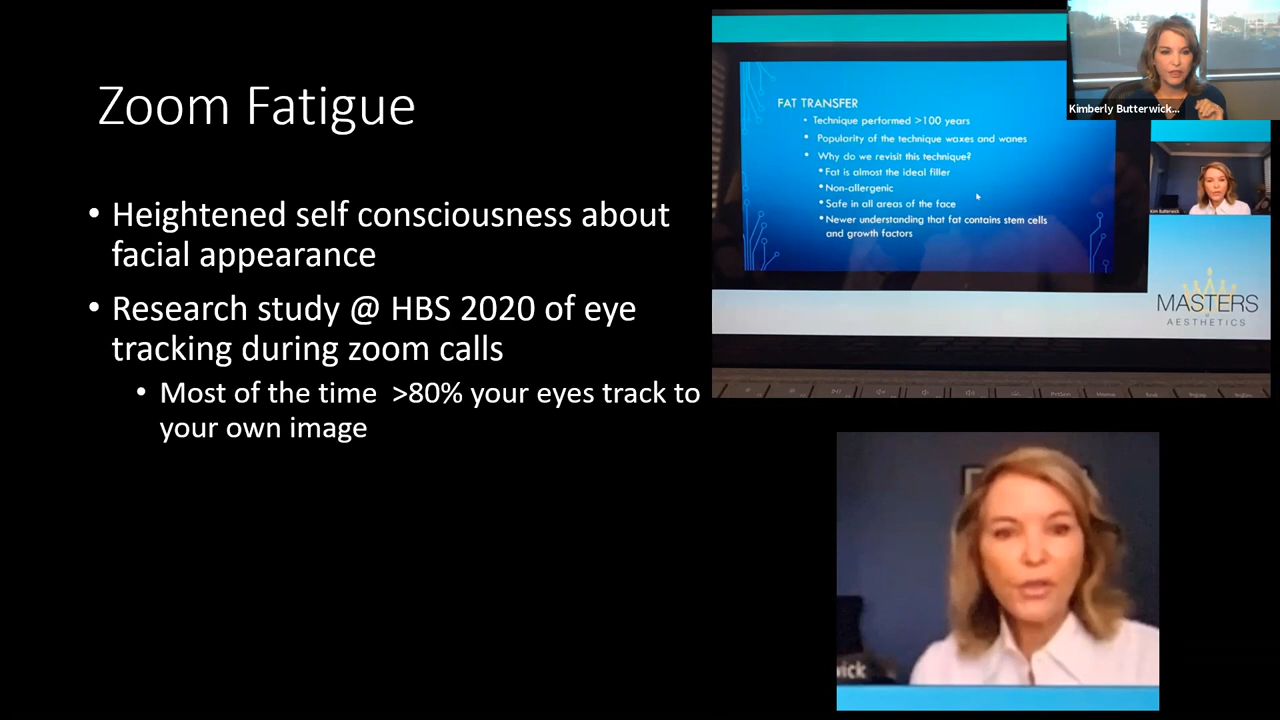 Zoom Fatigue
• Heightened self consciousness about
facial appearance
• Research study @ HBS 2020 of eye
tracking during zoom calls
• Most of the time >80% your eyes track to
your own image
FAT TRANSFER
• Technique performed >100 years
• Popularity of the technique waxes and wanes
• Why do we revisit this technique?
• Fat is almost the ideal filler
• Non-allergenic
• Safe in all areas of the face
• Newer understanding that fat contains stem cells
and growth factors
Kimberly Butterwick...
Kim Butterwick
MASTERS
of
AESTHETICS
wick